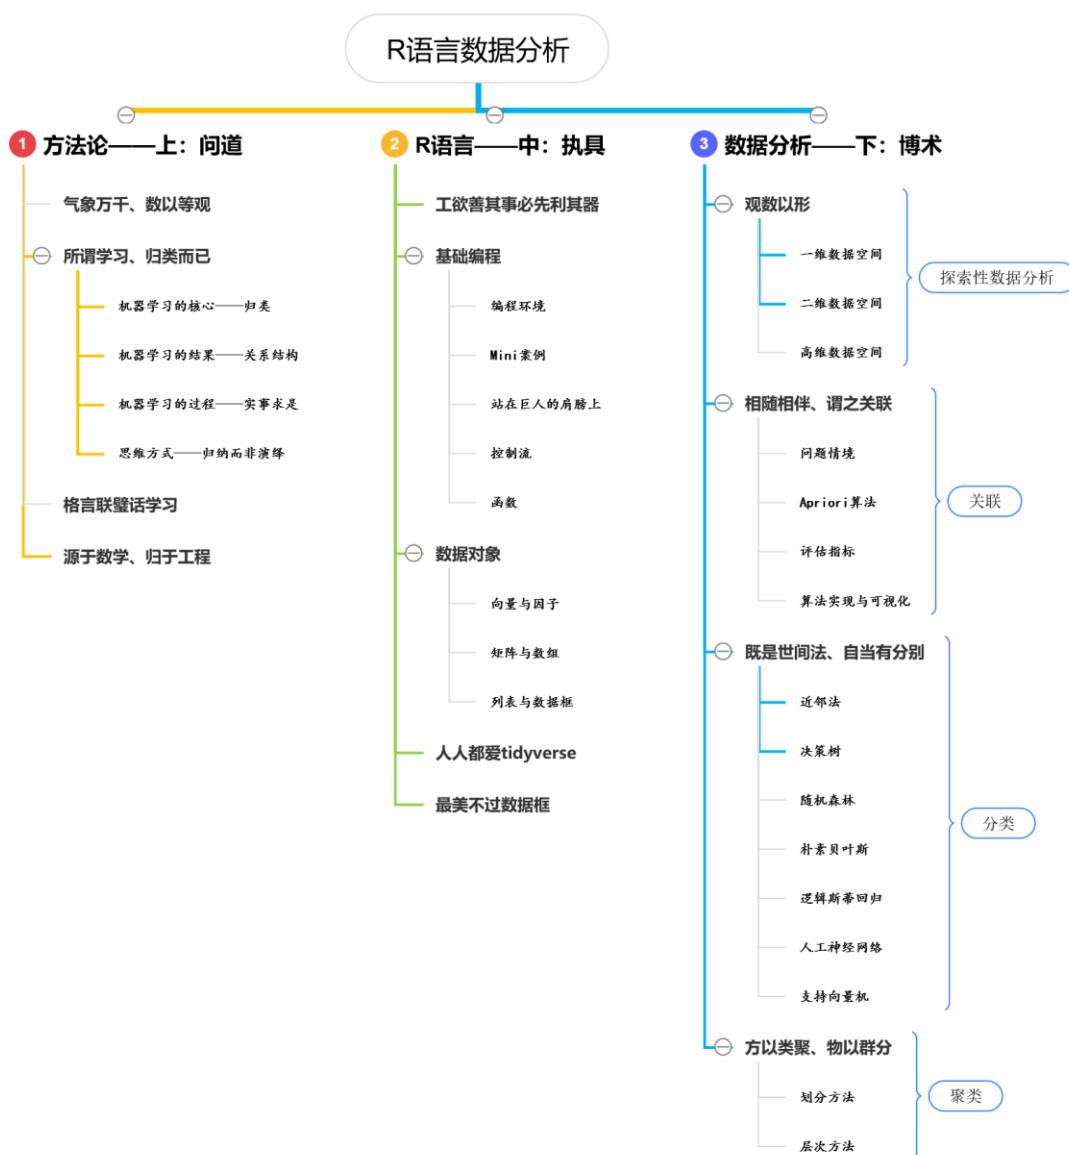 R语言数据分析
1 方法论——上：问道
气象万千、数以等观
所谓学习、归类而已
机器学习的核心——归类
机器学习的结果——关系结构
机器学习的过程——实事求是
思维方式——归纳而非演绎
格言联璧话学习
源于数学、归于工程
2 R语言——中：执具
工欲善其事必先利其器
基础编程
编程环境
Mini案例
站在巨人的肩膀上
控制流
函数
数据对象
向量与因子
矩阵与数组
列表与数据框
人人都爱tidyverse
最美不过数据框
3 数据分析——下：博术
观数以形
一维数据空间
二维数据空间
高维数据空间
探索性数据分析
相随相伴、谓之关联
问题情境
Apriori算法
评估指标
算法实现与可视化
关联
既是世间法、自当有分别
近邻法
决策树
随机森林
朴素贝叶斯
逻辑斯蒂回归
人工神经网络
支持向量机
分类
方以类聚、物以群分
划分方法
层次方法
聚类